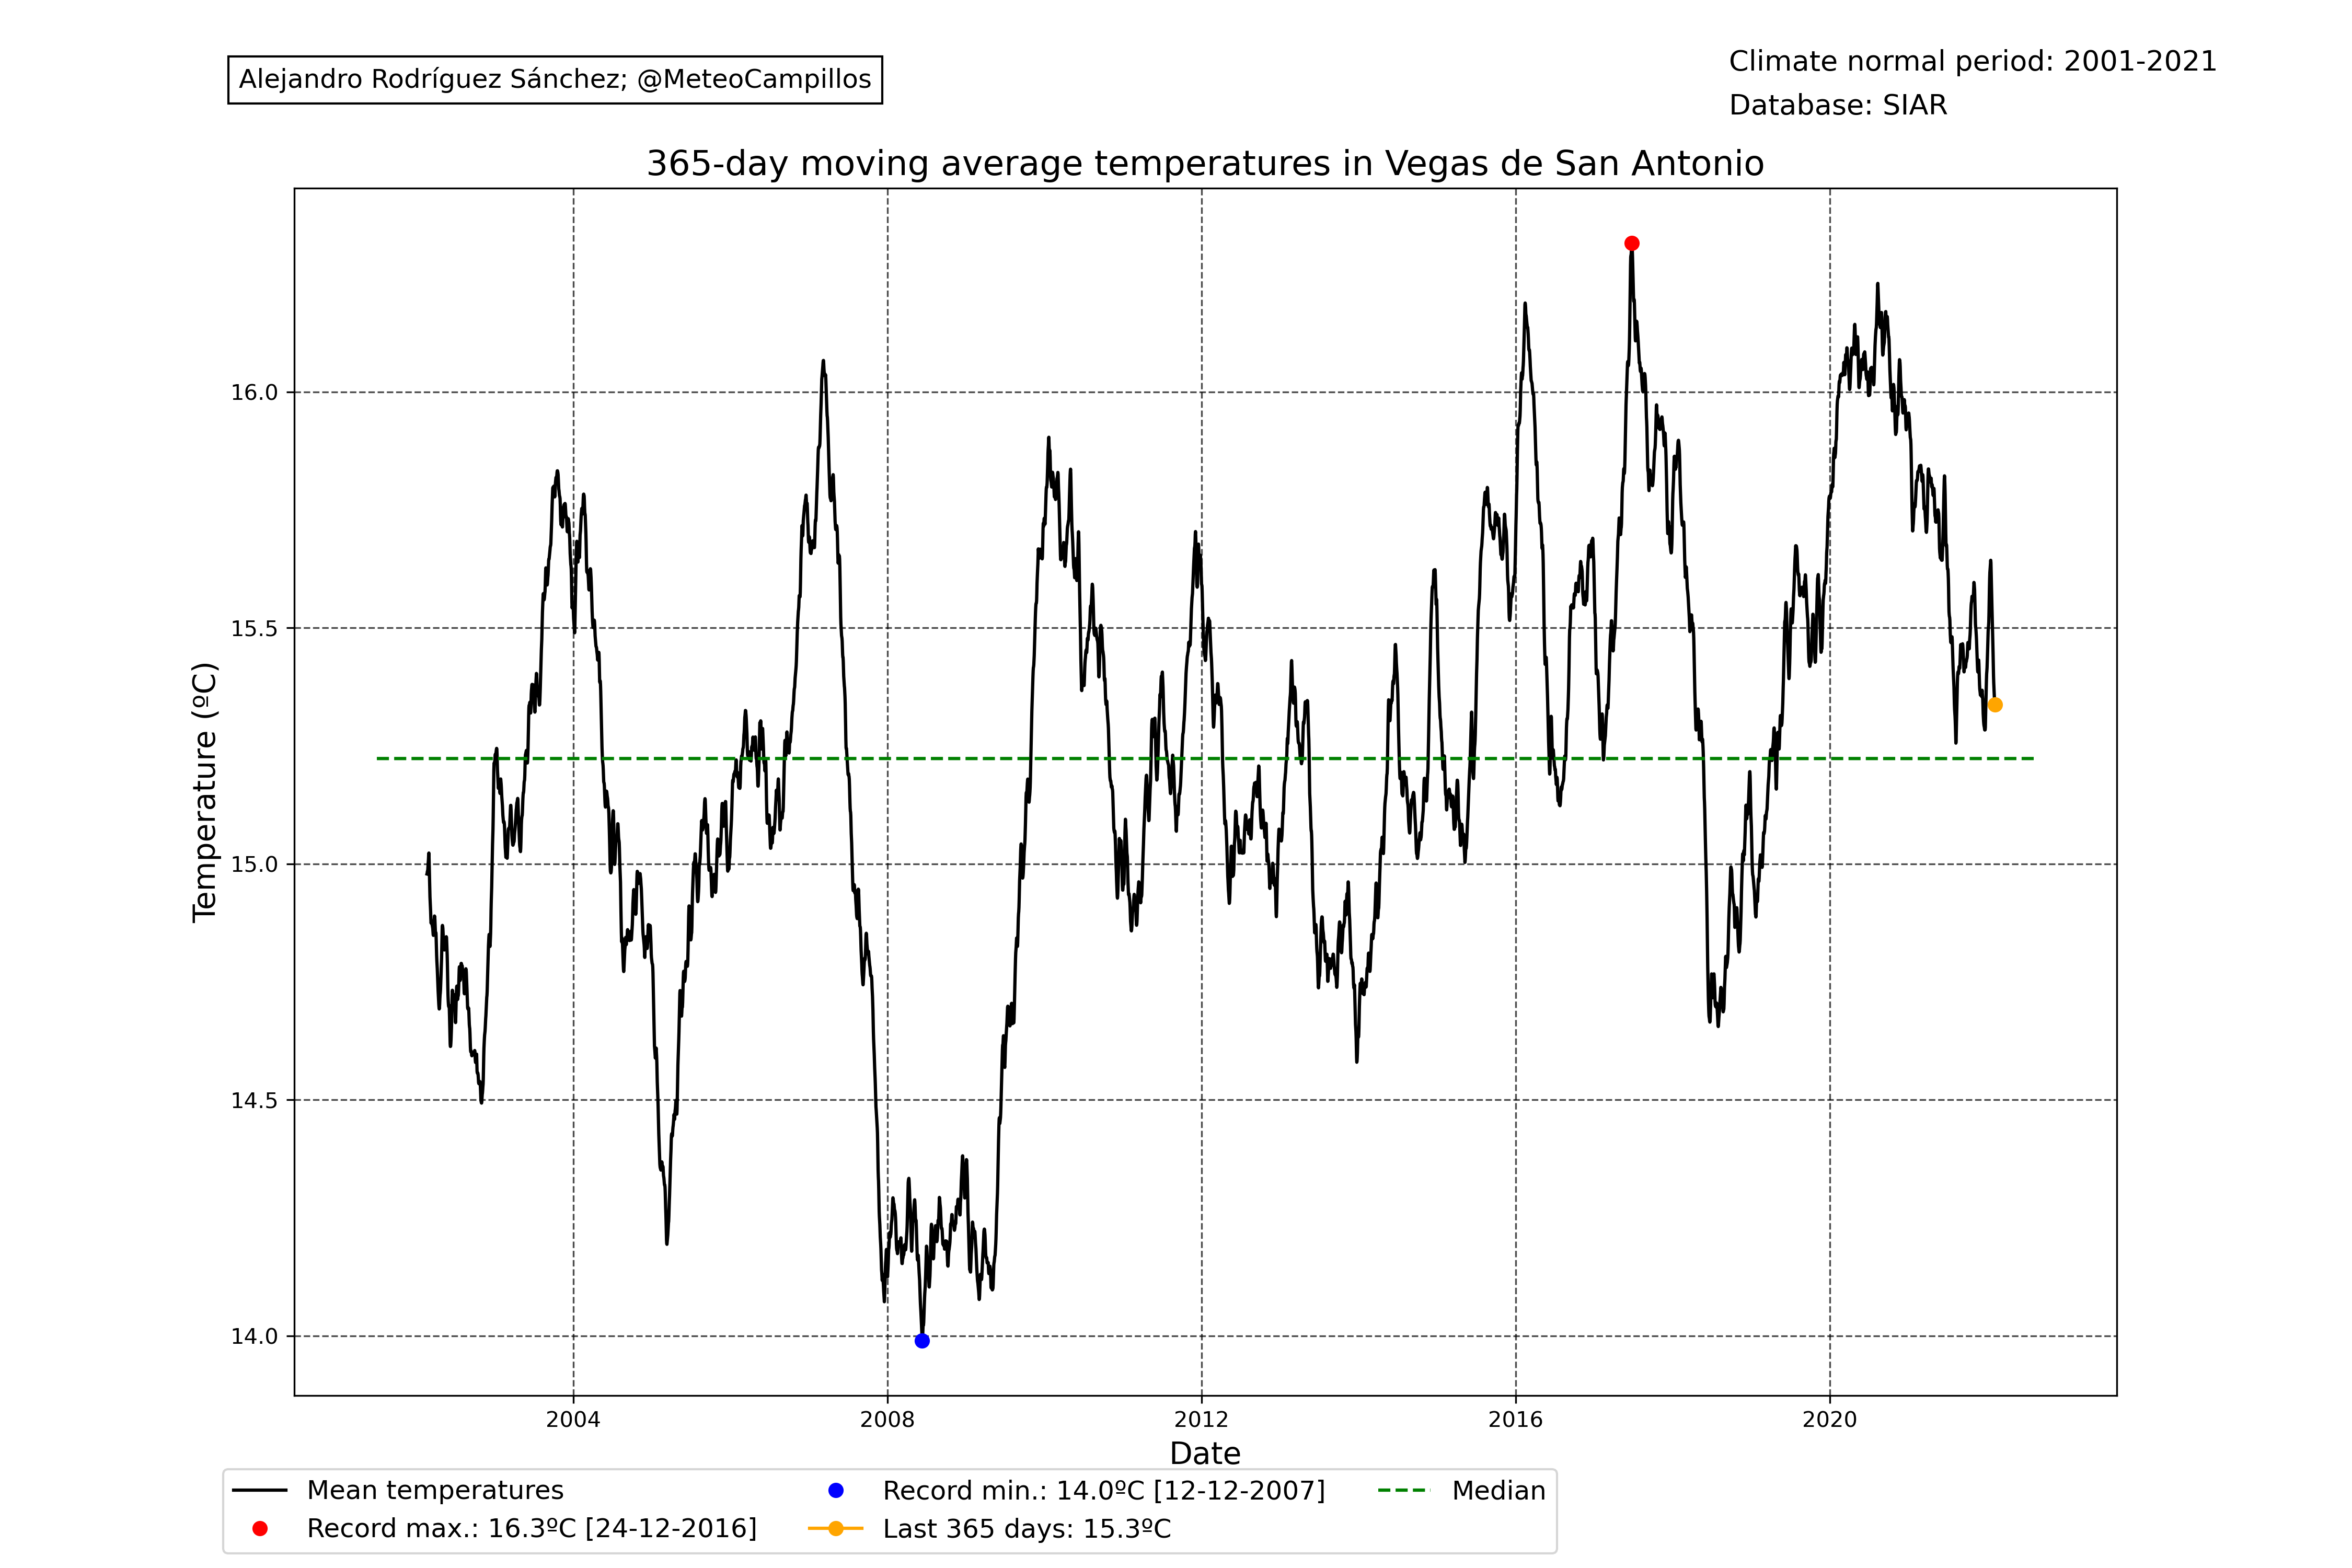 Alejandro Rodríguez Sánchez; @MeteoCampillos
Climate normal period: 2001-2021
Database: SIAR
365-day moving average temperatures in Vegas de San Antonio
Temperature (ºC)
16.0
15.5
15.0
14.5
14.0
2004 2008 2012 2016 2020
Date
Mean temperatures
Record max.: 16.3ºC [24-12-2016]
Record min.: 14.0ºC [12-12-2007]
Last 365 days: 15.3ºC
Median